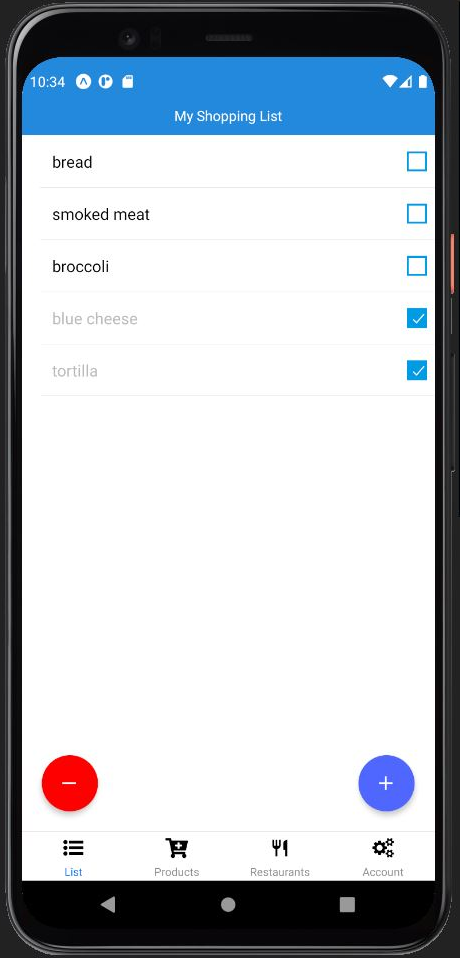 10:34
My Shopping List
bread
smoked meat
broccoli
blue cheese
tortilla
List Products Restaurants Account